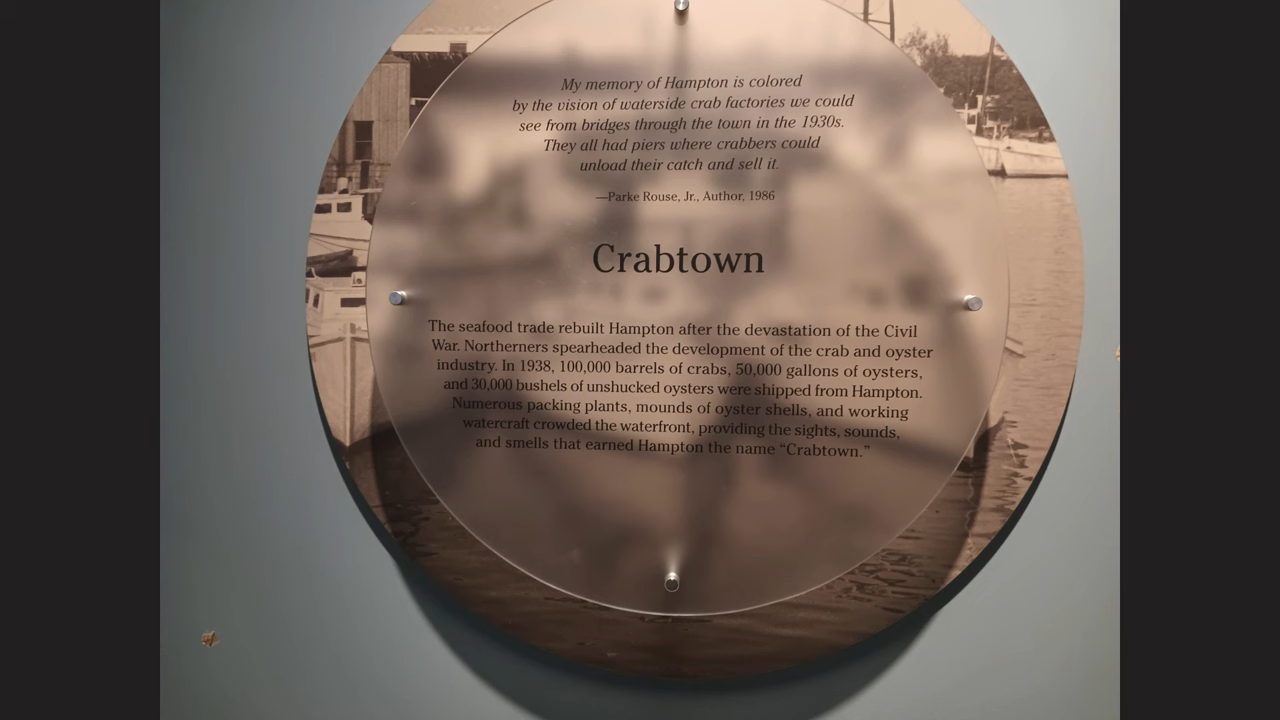 My memory of Hampton is colored
by the vision of waterside crab factories we could
see from bridges through the town in the 1930s.
They all had piers where crabbers could
unload their catch and sell it.
—Parke Rouse, Jr., Author, 1986
Crabtown
The seafood trade rebuilt Hampton after the devastation of the Civil
War. Northerners spearheaded the development of the crab and oyster
industry. In 1938, 100,000 barrels of crabs, 50,000 gallons of oysters,
and 30,000 bushels of unshucked oysters were shipped from Hampton.
Numerous packing plants, mounds of oyster shells, and working
watercraft crowded the waterfront, providing the sights, sounds,
and smells that earned Hampton the name “Crabtown.”